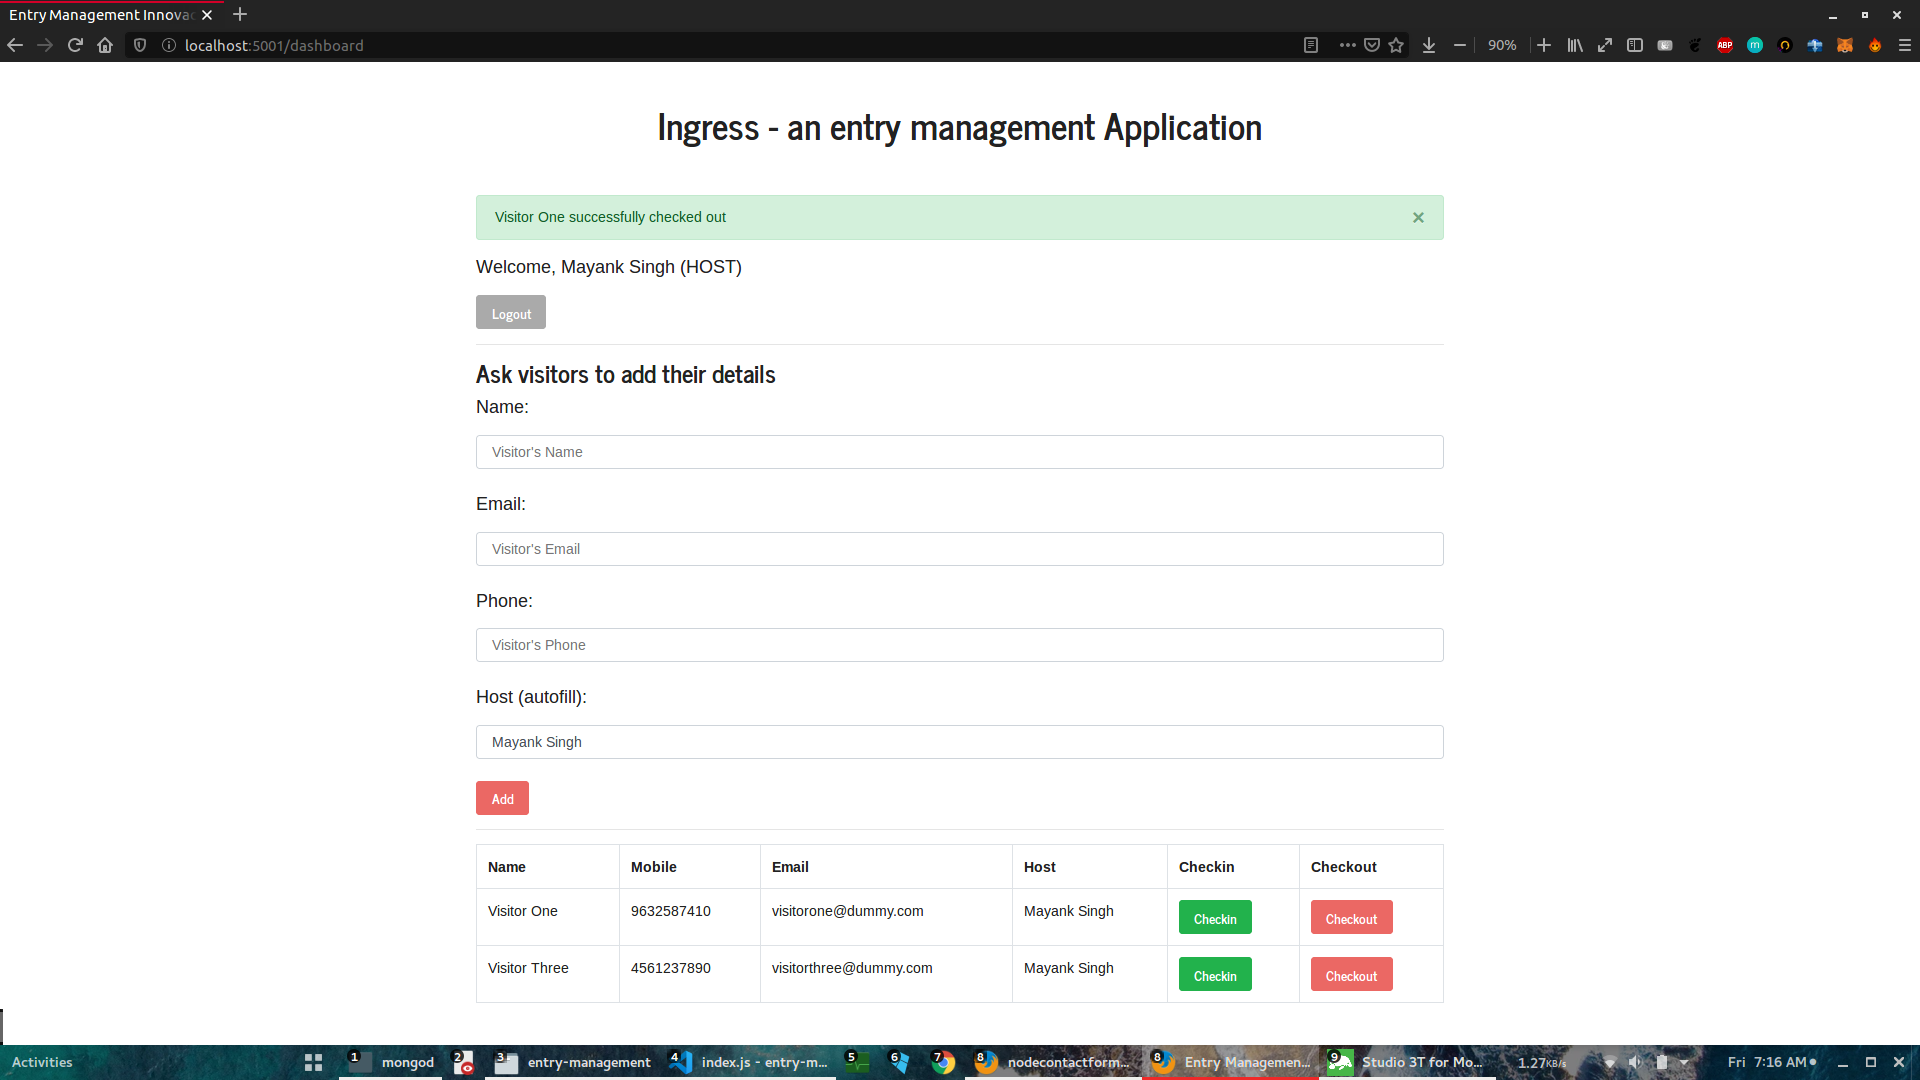 Entry Management Innova
localhost:5001/dashboard
90%
ABP
m
Ingress - an entry management Application
Visitor One successfully checked out
×
Welcome, Mayank Singh (HOST)
Logout
Ask visitors to add their details
Name:
Visitor's Name
Email:
Visitor's Email
Phone:
Visitor's Phone
Host (autofill):
Mayank Singh
Add
Name Mobile Email Host Checkin Checkout
Visitor One 9632587410 visitorone@dummy.com Mayank Singh Checkin Checkout
Visitor Three 4561237890 visitorthree@dummy.com Mayank Singh Checkin Checkout
Activities 1 mongod 2 3 entry-management 4 index.js - entry-m... 5 6 7 8 nodecontactform... 8 Entry Managemen... 9 Studio 3T for Mo... 1.27KB/s Fri 7:16 AM